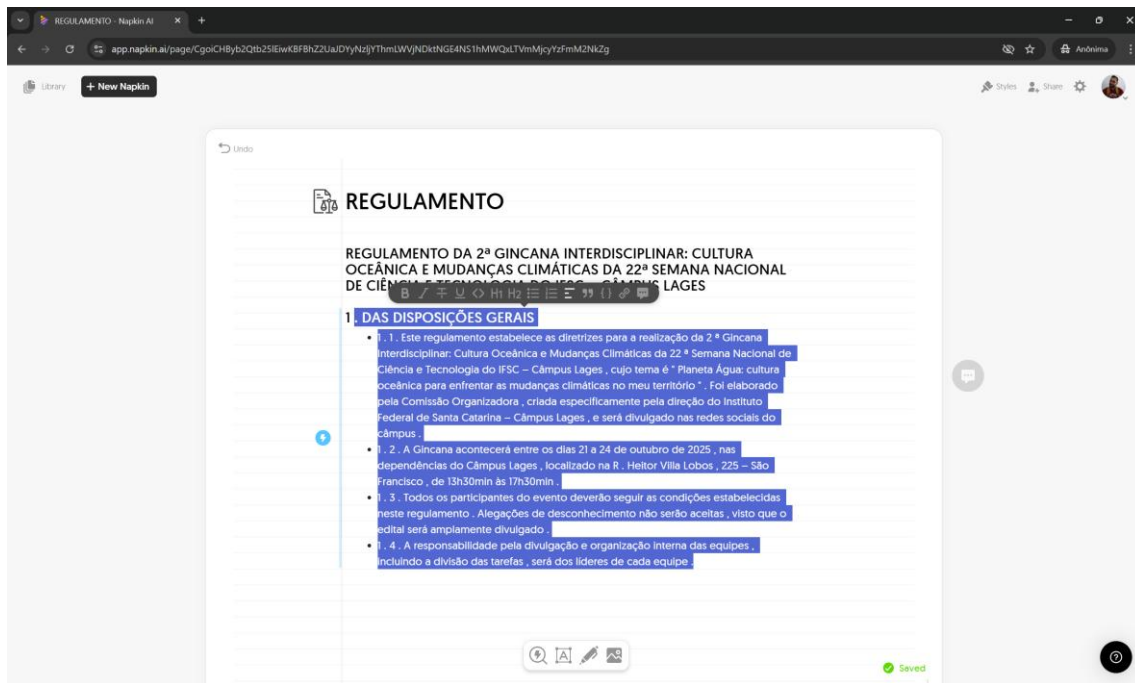 REGULAMENTO - Napkin AI
app.napkin.ai/page/CgoiCHByb2Qtb25lEiwKBFBhZ2UaJDYyNzljYThmLWVjNDktNGE4NS1hMWQxLTVmMjcyYzFmM2NkZg
Anônima
Library
+ New Napkin
Styles
Share
Undo
REGULAMENTO
REGULAMENTO DA 2ª GINCANA INTERDISCIPLINAR: CULTURA
OCEÂNICA E MUDANÇAS CLIMÁTICAS DA 22ª SEMANA NACIONAL
DE CIÊNCIA E TECNOLOGIA DO IFSC – CÂMPUS LAGES
B I T U <> H1 H2
1. DAS DISPOSIÇÕES GERAIS
• 1 . 1 . Este regulamento estabelece as diretrizes para a realização da 2 ª Gincana
Interdisciplinar: Cultura Oceânica e Mudanças Climáticas da 22 ª Semana Nacional de
Ciência e Tecnologia do IFSC – Câmpus Lages , cujo tema é " Planeta Água: cultura
oceânica para enfrentar as mudanças climáticas no meu território " . Foi elaborado
pela Comissão Organizadora , criada especificamente pela direção do Instituto
Federal de Santa Catarina – Câmpus Lages , e será divulgado nas redes sociais do
câmpus .
• 1 . 2 . A Gincana acontecerá entre os dias 21 a 24 de outubro de 2025 , nas
dependências do Câmpus Lages , localizado na R . Heitor Villa Lobos , 225 – São
Francisco , de 13h30min às 17h30min .
• 1 . 3 . Todos os participantes do evento deverão seguir as condições estabelecidas
neste regulamento . Alegações de desconhecimento não serão aceitas , visto que o
edital será amplamente divulgado .
• 1 . 4 . A responsabilidade pela divulgação e organização interna das equipes ,
incluindo a divisão das tarefas , será dos líderes de cada equipe .
A
Saved